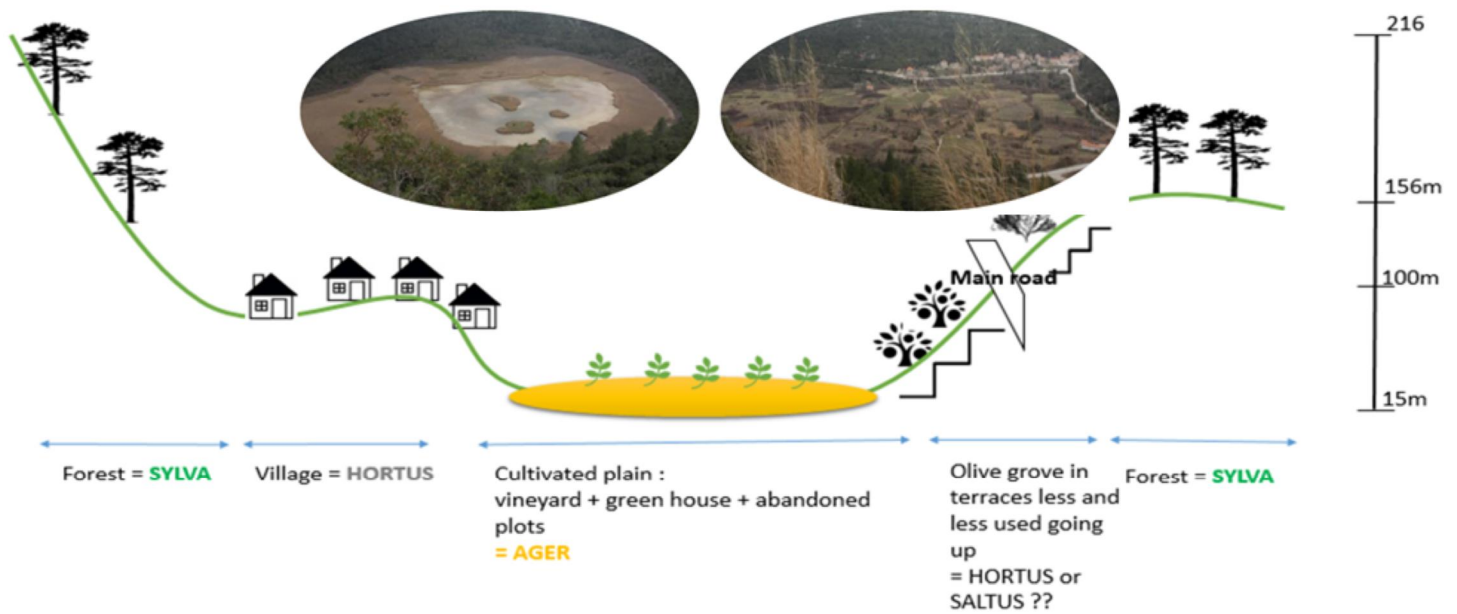 216
156m
Main road
100m
15m
Forest = SYLVA
Village = HORTUS
Cultivated plain :
vineyard + green house + abandoned
plots
= AGER
Olive grove in
terraces less and
less used going
up
= HORTUS or
SALTUS ??
Forest = SYLVA